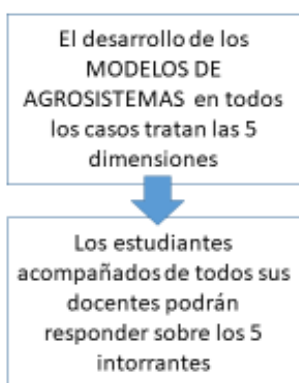 El desarrollo de los
MODELOS DE
AGROSISTEMAS en todos
los casos tratan las 5
dimensiones
Los estudiantes
acompañados de todos sus
docentes podrán
responder sobre los 5
intorrantes